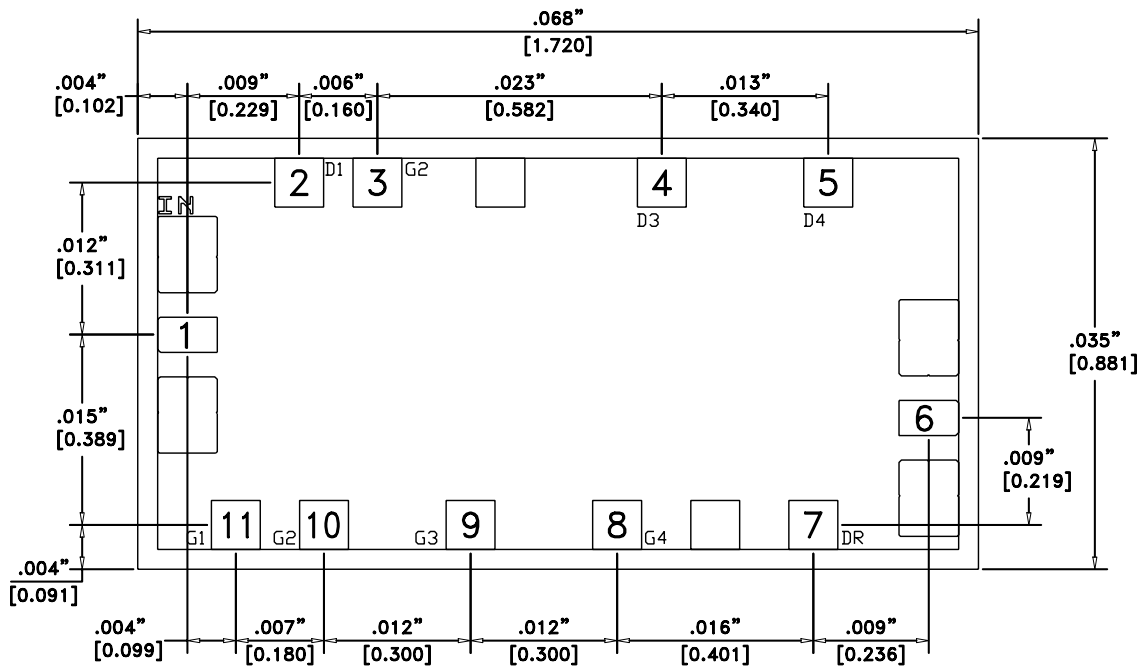 .068”
[1.720]
.004” .009” .006” .023” .013”
[0.102] [0.229] [0.160] [0.582] [0.340]
2 D1 3 G2 4 5
IN
D3 D4
.012”
[0.311]
1
.035”
[0.881]
.015”
[0.389]
6
.009”
[0.219]
G1 11 G2 10 G3 9 8 G4 7 DR
.004”
[0.091]
.004” .007” .012” .012” .016” .009”
[0.099] [0.180] [0.300] [0.300] [0.401] [0.236]